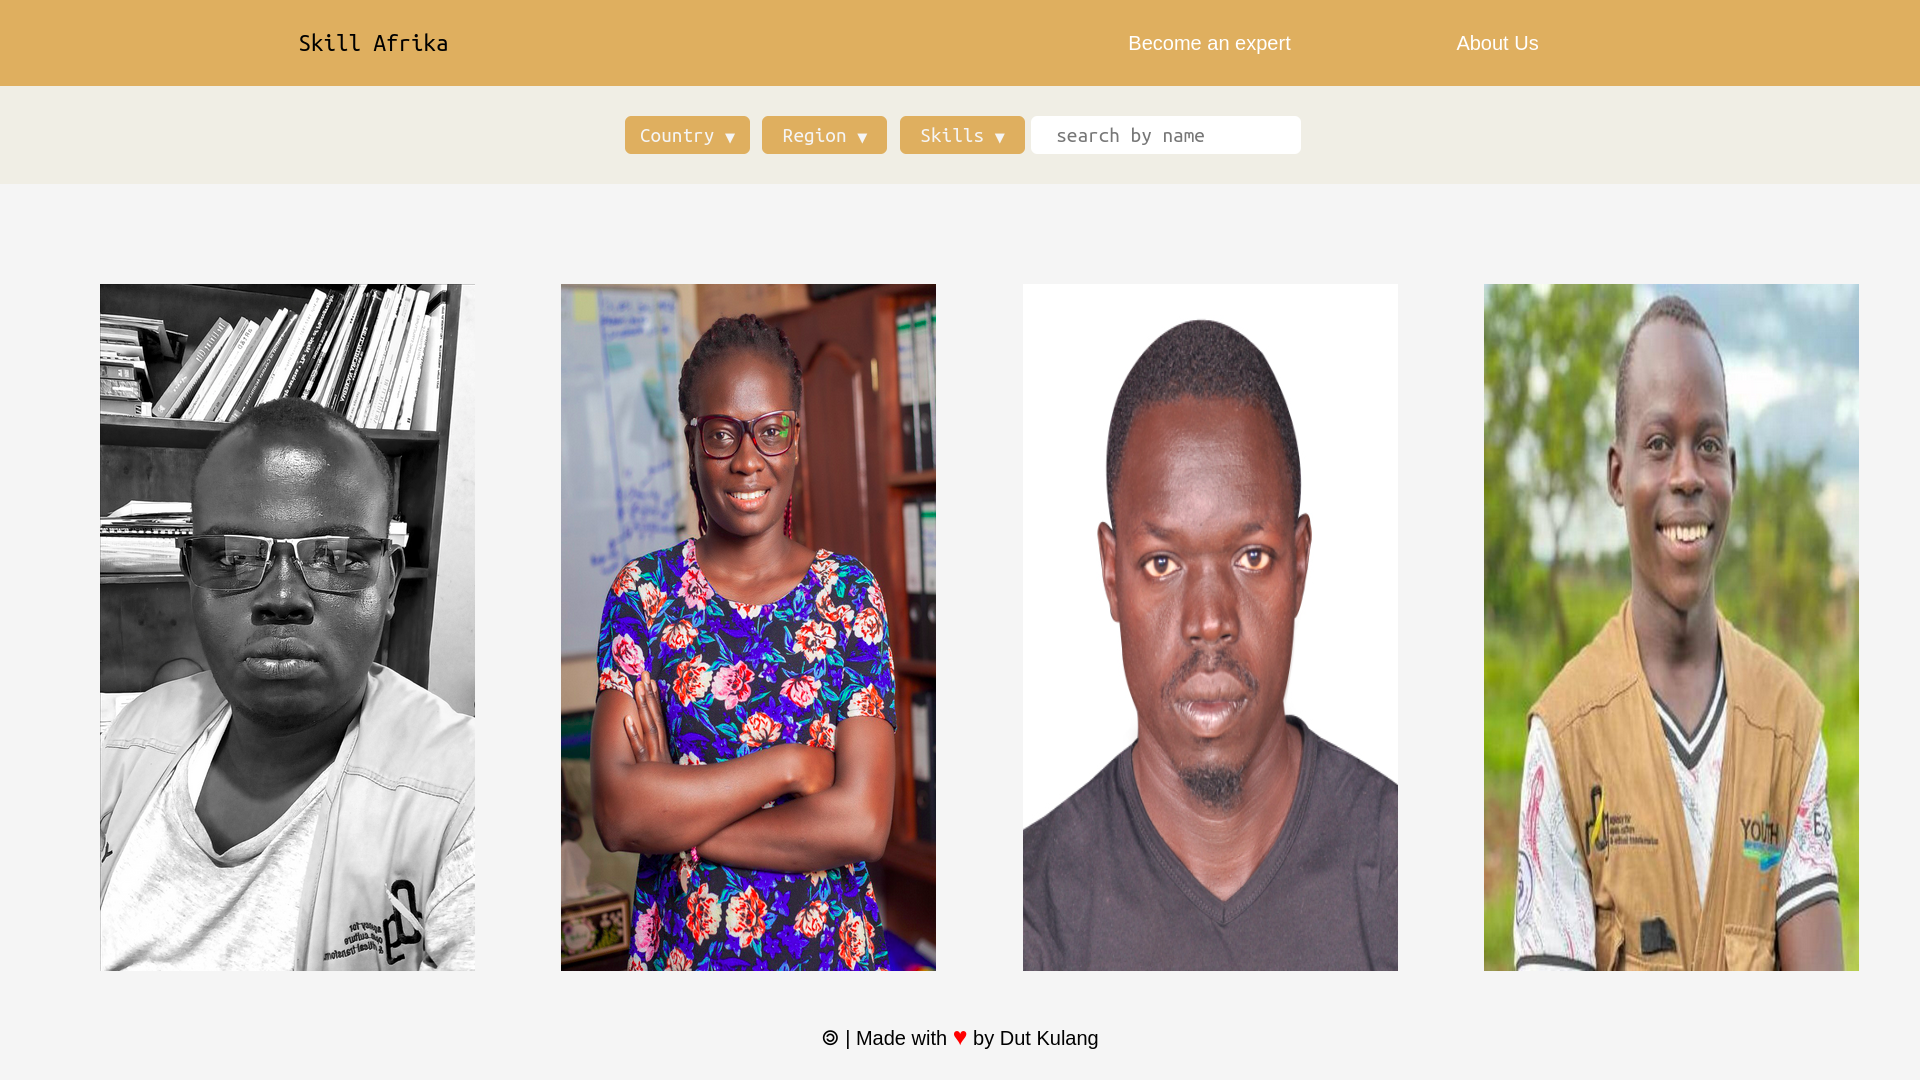 Skill Afrika
Become an expert
About Us
Country ▼
Region ▼
Skills ▼
search by name
YOUTH
🄯 | Made with ♥ by Dut Kulang